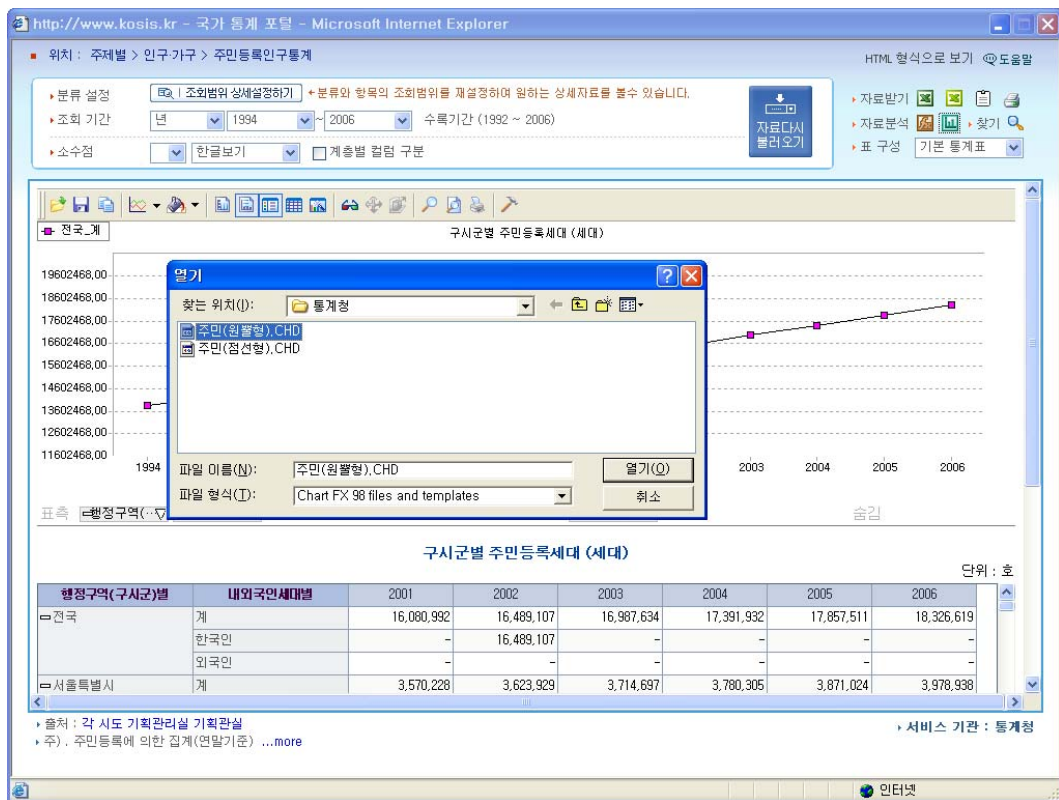 http://www.kosis.kr - 국가 통계 포털 - Microsoft Internet Explorer
위치 : 주제별 > 인구·가구 > 주민등록인구통계
HTML 형식으로 보기 도움말
분류 설정 조회범위 상세설정하기 분류와 항목의 조회범위를 재설정하여 원하는 상세자료를 볼수 있습니다.
조회 기간 년 1994 ~ 2006 수록기간 (1992 ~ 2006)
소수점 한글보기 계층별 컬럼 구분
자료다시
불러오기
자료받기
자료분석 찾기
표 구성 기본 통계표
전국_계
구시군별 주민등록세대 (세대)
19602468,00
18602468,00
17602468,00
16602468,00
15602468,00
14602468,00
13602468,00
12602468,00
11602468,00
1994 2003 2004 2005 2006
열기
찾는 위치(I): 통계청
주민(원뿔형).CHD
주민(점선형).CHD
파일 이름(N): 주민(원뿔형).CHD 열기(O)
파일 형식(T): Chart FX 98 files and templates 취소
표측 행정구역(··▽ 숨김
구시군별 주민등록세대 (세대)
단위 : 호
행정구역(구시군)별 내외국인세대별 2001 2002 2003 2004 2005 2006
전국 계 16,080,992 16,489,107 16,987,634 17,391,932 17,857,511 18,326,619
한국인 – 16,489,107 – – – –
외국인 – – – – – –
서울특별시 계 3,570,228 3,623,929 3,714,697 3,780,305 3,871,024 3,978,938
출처 : 각 시도 기획관리실 기획관실
주) . 주민등록에 의한 집계(연말기준) ...more
서비스 기관 : 통계청
인터넷